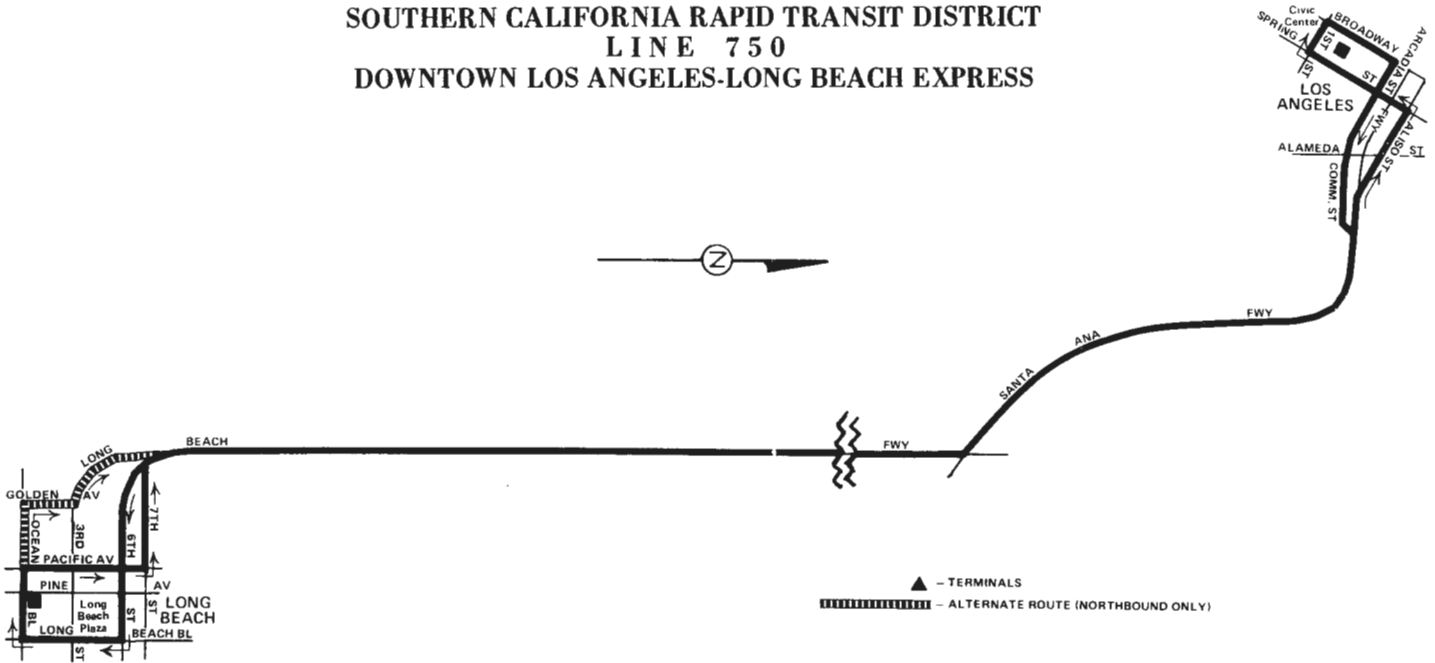 SOUTHERN CALIFORNIA RAPID TRANSIT DISTRICT
LINE 750
DOWNTOWN LOS ANGELES-LONG BEACH EXPRESS
Civic
Center
SPRING
ST
1ST
BROADWAY
ST
ARCADIA ST
LOS
ANGELES
FWY
ALISO ST
ALAMEDA
ST
COMM. ST
N
FWY
ANA
SANTA
FWY
BEACH
LONG
GOLDEN
AV
OCEAN
3RD
6TH
7TH
PACIFIC AV
PINE
AV
BL
Long
Beach
Plaza
ST
ST
LONG
BEACH
LONG
BEACH BL
ST
– TERMINALS
– ALTERNATE ROUTE (NORTHBOUND ONLY)